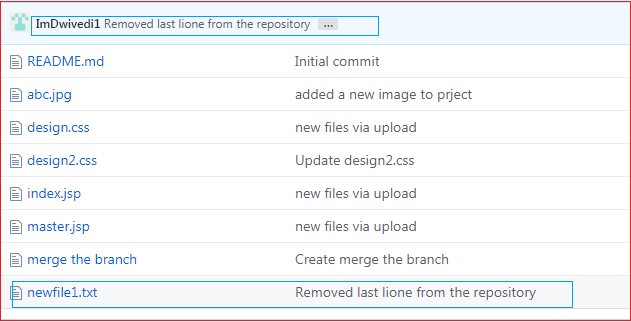 ImDwivedi1 Removed last lione from the repository ...
README.md Initial commit
abc.jpg added a new image to prject
design.css new files via upload
design2.css Update design2.css
index.jsp new files via upload
master.jsp new files via upload
merge the branch Create merge the branch
newfile1.txt Removed last lione from the repository